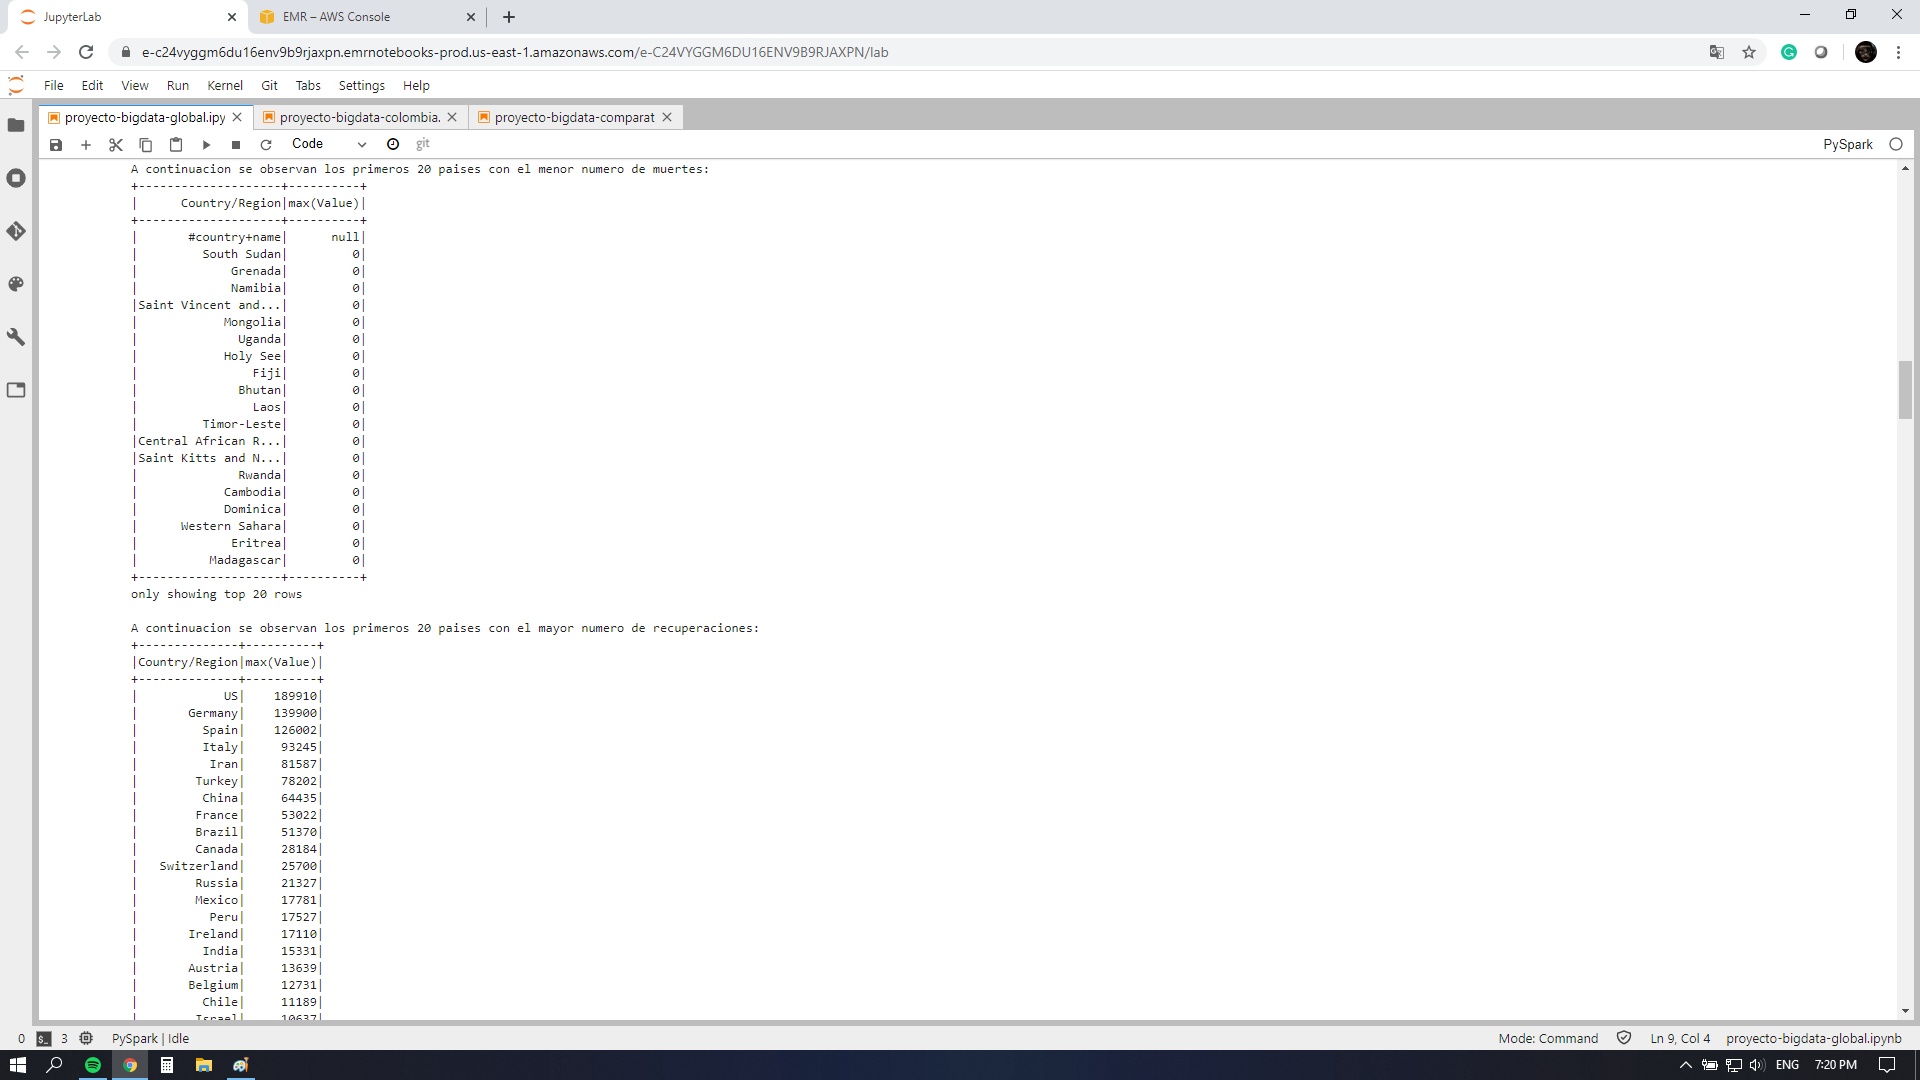 JupyterLab
EMR – AWS Console
e-c24vyggm6du16env9b9rjaxpn.emrnotebooks-prod.us-east-1.amazonaws.com/e-C24VYGGM6DU16ENV9B9RJAXPN/lab
File Edit View Run Kernel Git Tabs Settings Help
proyecto-bigdata-global.ipy proyecto-bigdata-colombia. proyecto-bigdata-comparat
Code git PySpark
A continuacion se observan los primeros 20 paises con el menor numero de muertes:
+--------------------+----------+
|      Country/Region|max(Value)|
+--------------------+----------+
|       #country+name|      null|
|         South Sudan|         0|
|             Grenada|         0|
|             Namibia|         0|
|Saint Vincent and...|         0|
|            Mongolia|         0|
|              Uganda|         0|
|            Holy See|         0|
|                Fiji|         0|
|              Bhutan|         0|
|                Laos|         0|
|         Timor-Leste|         0|
|Central African R...|         0|
|Saint Kitts and N...|         0|
|              Rwanda|         0|
|            Cambodia|         0|
|            Dominica|         0|
|      Western Sahara|         0|
|             Eritrea|         0|
|          Madagascar|         0|
+--------------------+----------+
only showing top 20 rows
A continuacion se observan los primeros 20 paises con el mayor numero de recuperaciones:
+--------------+----------+
|Country/Region|max(Value)|
+--------------+----------+
|            US|    189910|
|       Germany|    139900|
|         Spain|    126002|
|         Italy|     93245|
|          Iran|     81587|
|        Turkey|     78202|
|         China|     64435|
|        France|     53022|
|        Brazil|     51370|
|        Canada|     28184|
|   Switzerland|     25700|
|        Russia|     21327|
|        Mexico|     17781|
|          Peru|     17527|
|       Ireland|     17110|
|         India|     15331|
|       Austria|     13639|
|       Belgium|     12731|
|         Chile|     11189|
|        Israel|     10637|
0 $_ 3 PySpark | Idle Mode: Command Ln 9, Col 4 proyecto-bigdata-global.ipynb
ENG 7:20 PM